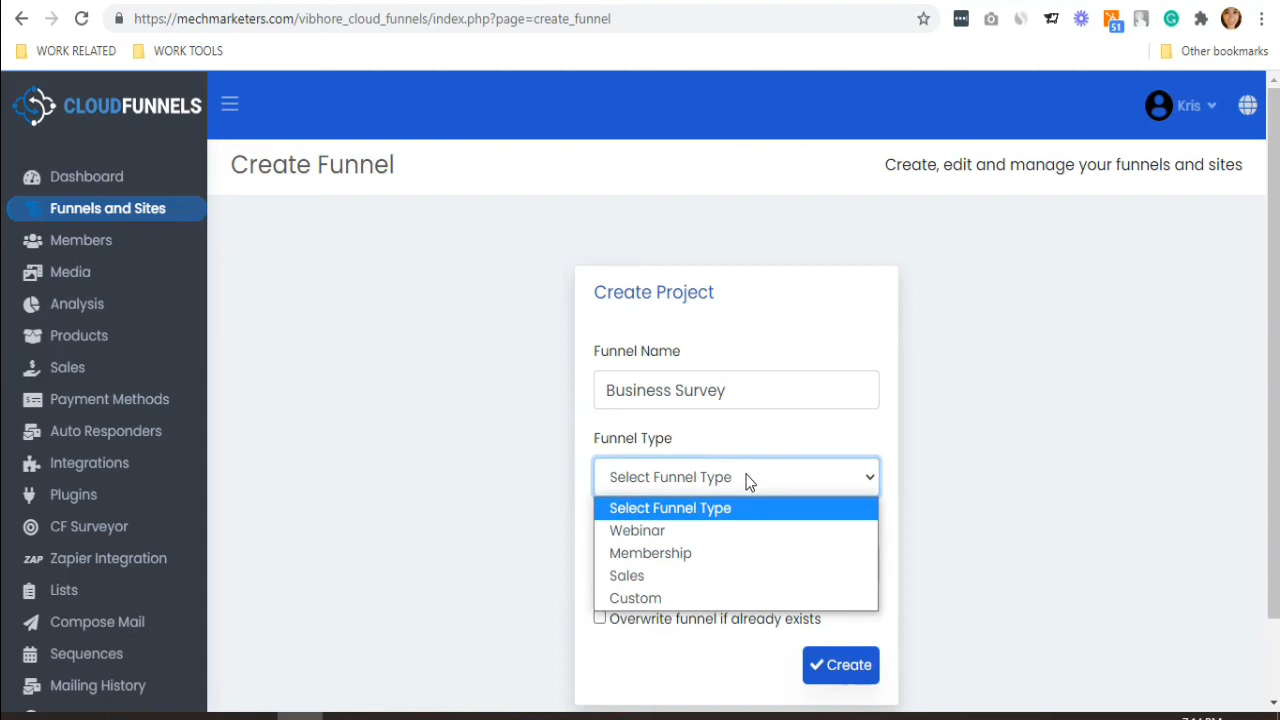 https://mechmarketers.com/vibhore_cloud_funnels/index.php?page=create_funnel
51
WORK RELATED
WORK TOOLS
Other bookmarks
CLOUDFUNNELS
Kris
Create Funnel
Create, edit and manage your funnels and sites
Dashboard
Funnels and Sites
Members
Media
Analysis
Products
Sales
Payment Methods
Auto Responders
Integrations
Plugins
CF Surveyor
ZAP Zapier Integration
Lists
Compose Mail
Sequences
Mailing History
Create Project
Funnel Name
Business Survey
Funnel Type
Select Funnel Type
Select Funnel Type
Webinar
Membership
Sales
Custom
Overwrite funnel if already exists
Create